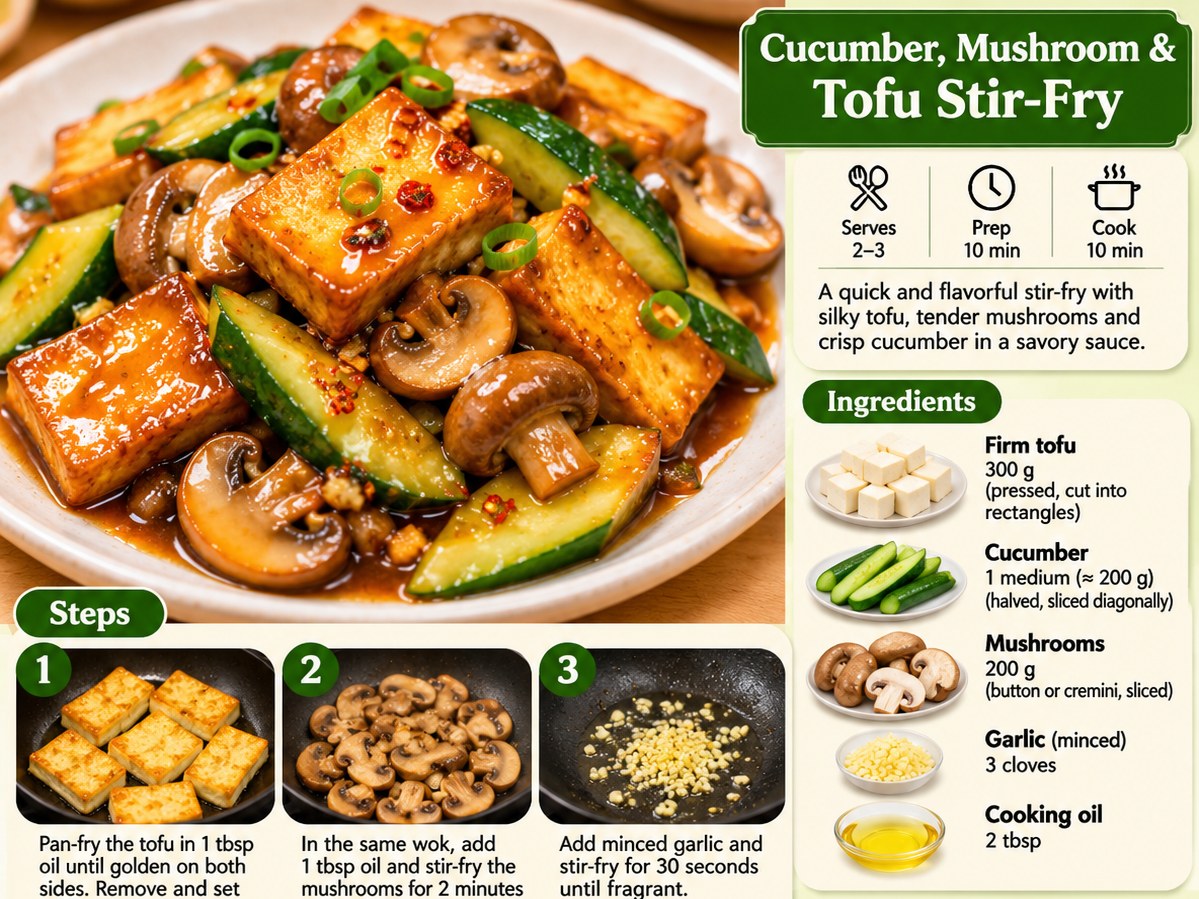 Cucumber, Mushroom &
Tofu Stir-Fry
Serves
2–3
Prep
10 min
Cook
10 min
A quick and flavorful stir-fry with
silky tofu, tender mushrooms and
crisp cucumber in a savory sauce.
Ingredients
Firm tofu
300 g
(pressed, cut into
rectangles)
Cucumber
1 medium (≈ 200 g)
(halved, sliced diagonally)
Mushrooms
200 g
(button or cremini, sliced)
Garlic (minced)
3 cloves
Cooking oil
2 tbsp
Steps
1
Pan-fry the tofu in 1 tbsp
oil until golden on both
sides. Remove and set
2
In the same wok, add
1 tbsp oil and stir-fry the
mushrooms for 2 minutes
3
Add minced garlic and
stir-fry for 30 seconds
until fragrant.